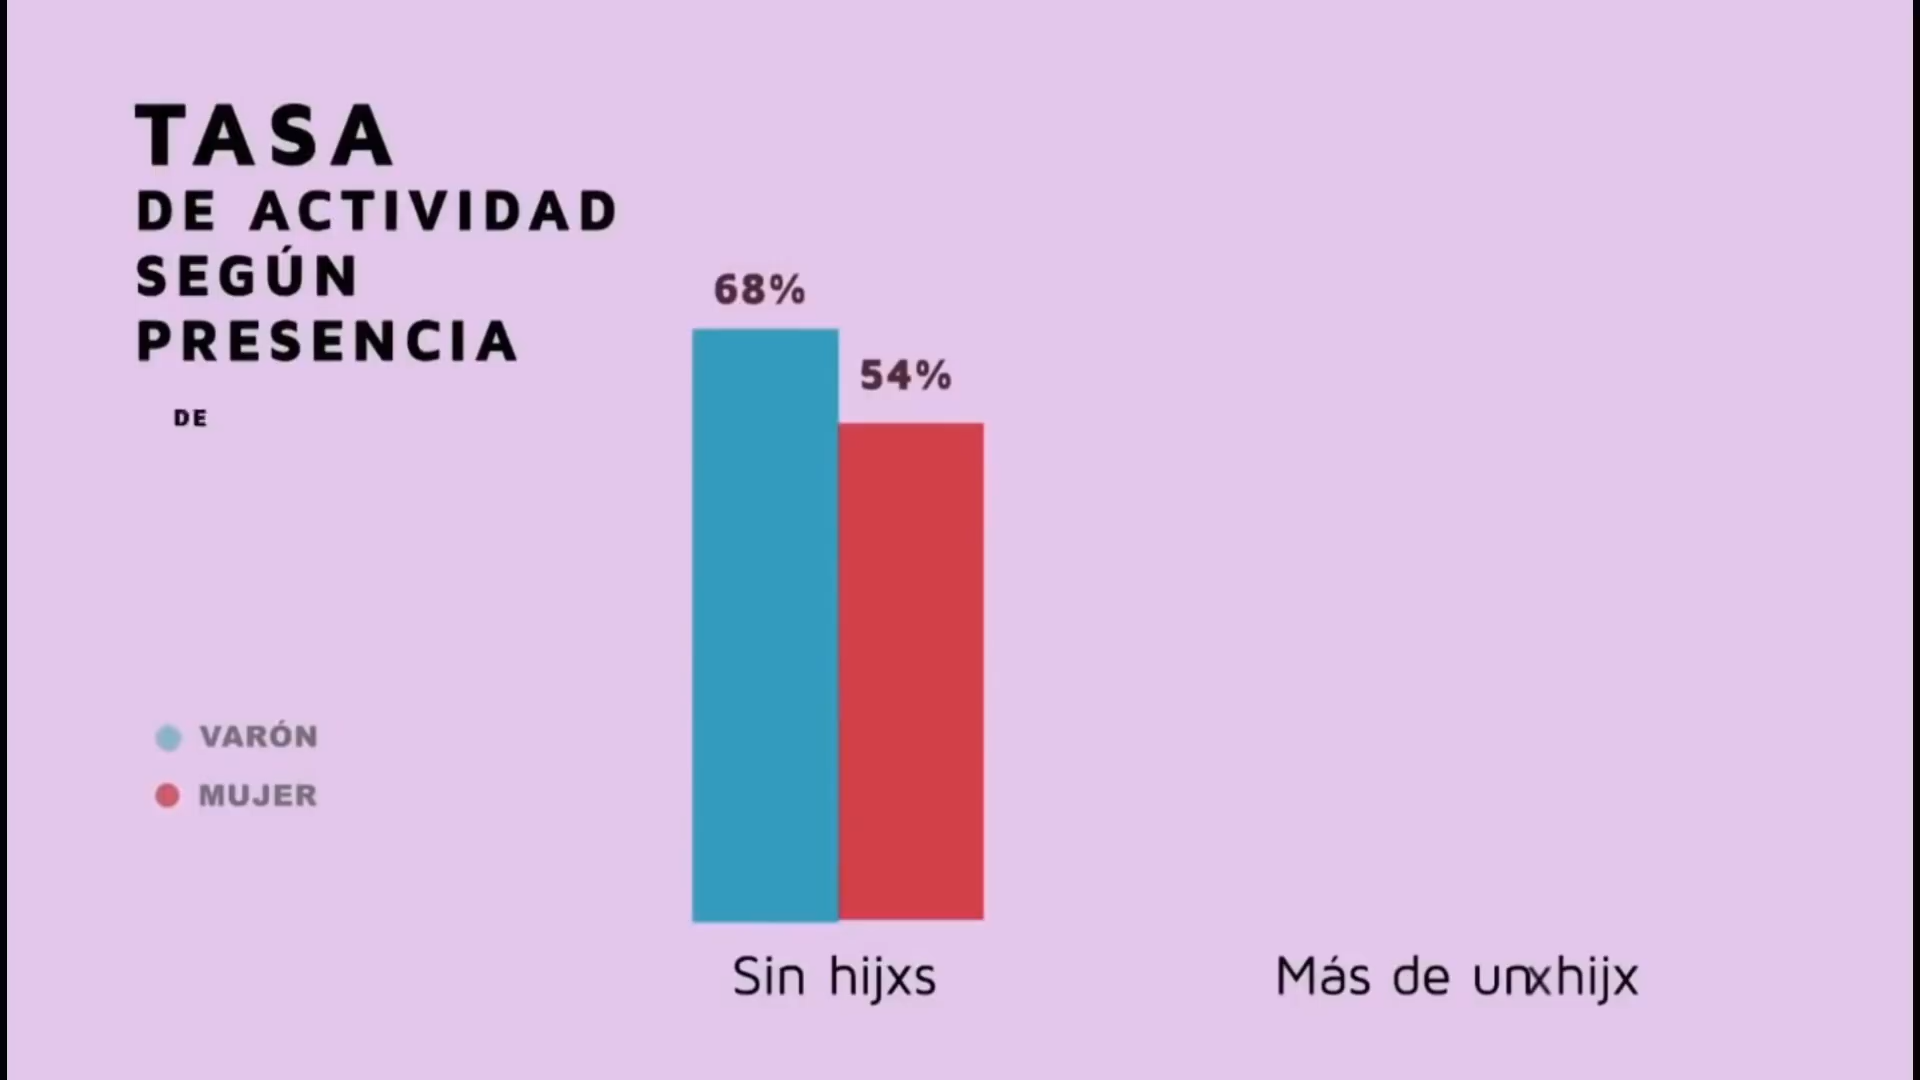 TASA
DE ACTIVIDAD
SEGÚN
PRESENCIA
DE
68%
54%
VARÓN
MUJER
Sin hijxs
Más de unxhijx